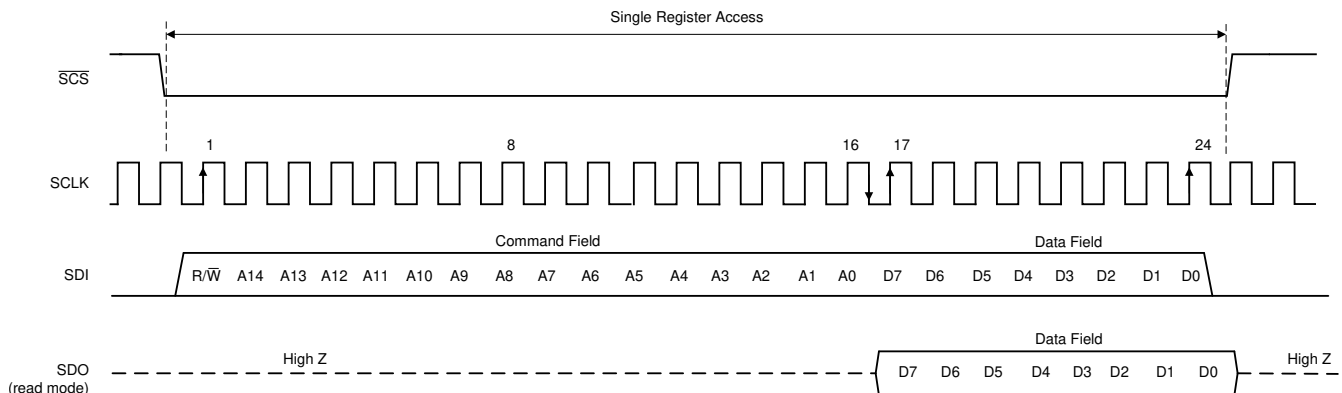 Single Register Access
SCS
1 8 16 17 24
SCLK
Command Field Data Field
SDI R/W A14 A13 A12 A11 A10 A9 A8 A7 A6 A5 A4 A3 A2 A1 A0 D7 D6 D5 D4 D3 D2 D1 D0
Data Field
SDO High Z D7 D6 D5 D4 D3 D2 D1 D0 High Z
(read mode)